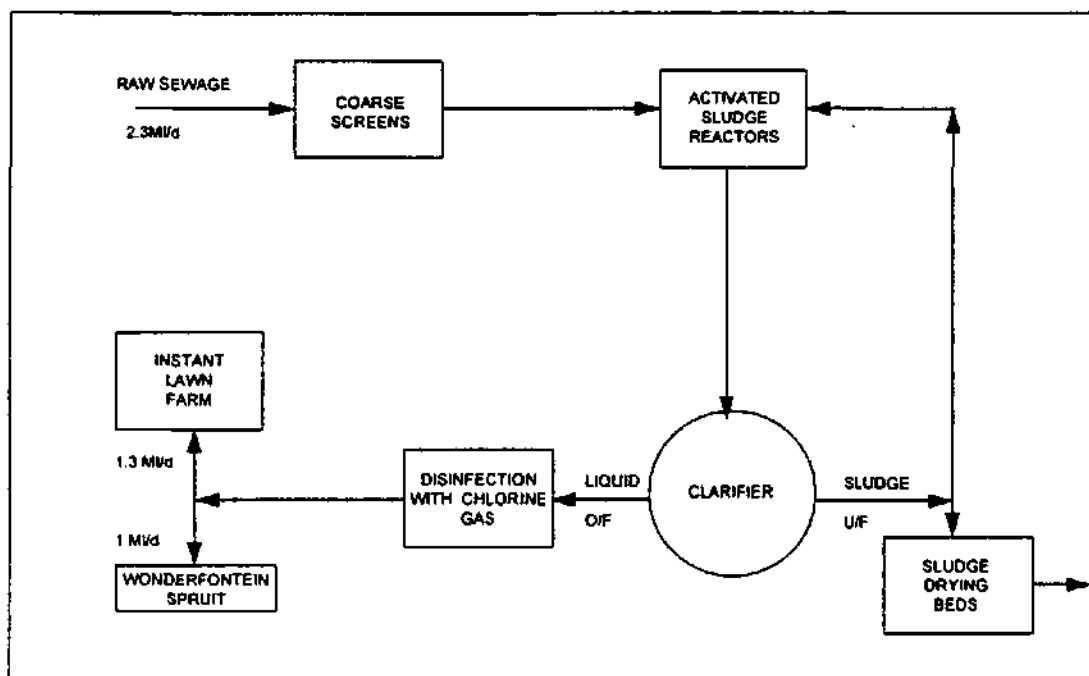 RAW SEWAGE
2.3Ml/d
COARSE
SCREENS
ACTIVATED
SLUDGE
REACTORS
INSTANT
LAWN
FARM
1.3 Ml/d
1 Ml/d
WONDERFONTEIN
SPRUIT
DISINFECTION
WITH CHLORINE
GAS
LIQUID
O/F
CLARIFIER
SLUDGE
U/F
SLUDGE
DRYING
BEDS